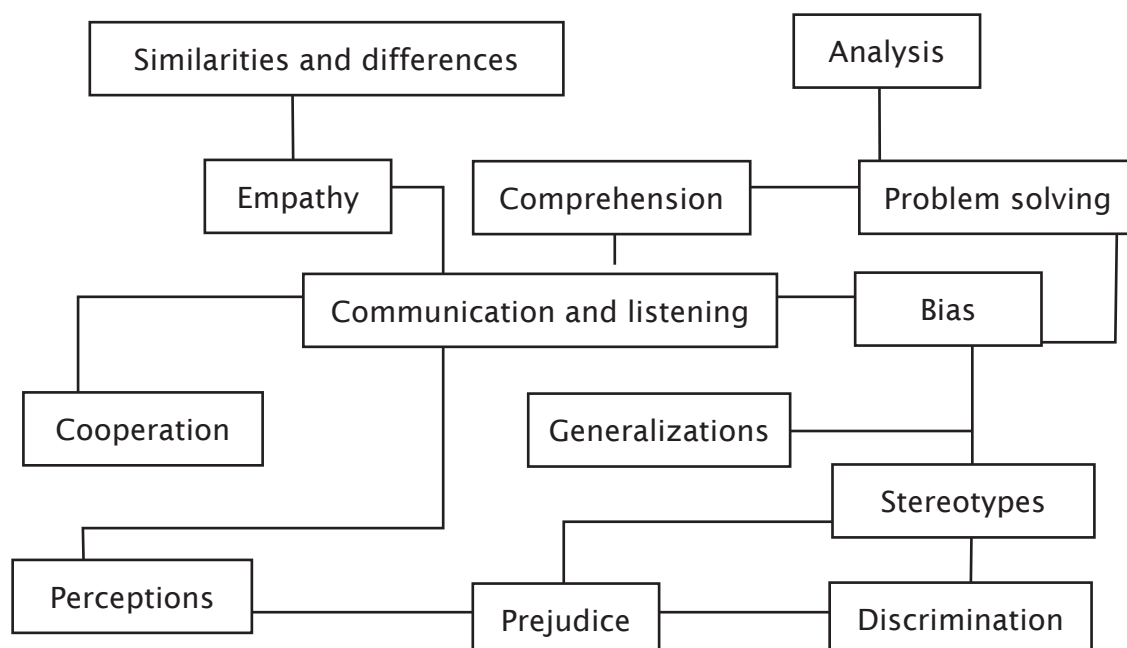 Similarities and differences
Analysis
Empathy
Comprehension
Problem solving
Communication and listening
Bias
Cooperation
Generalizations
Stereotypes
Perceptions
Prejudice
Discrimination